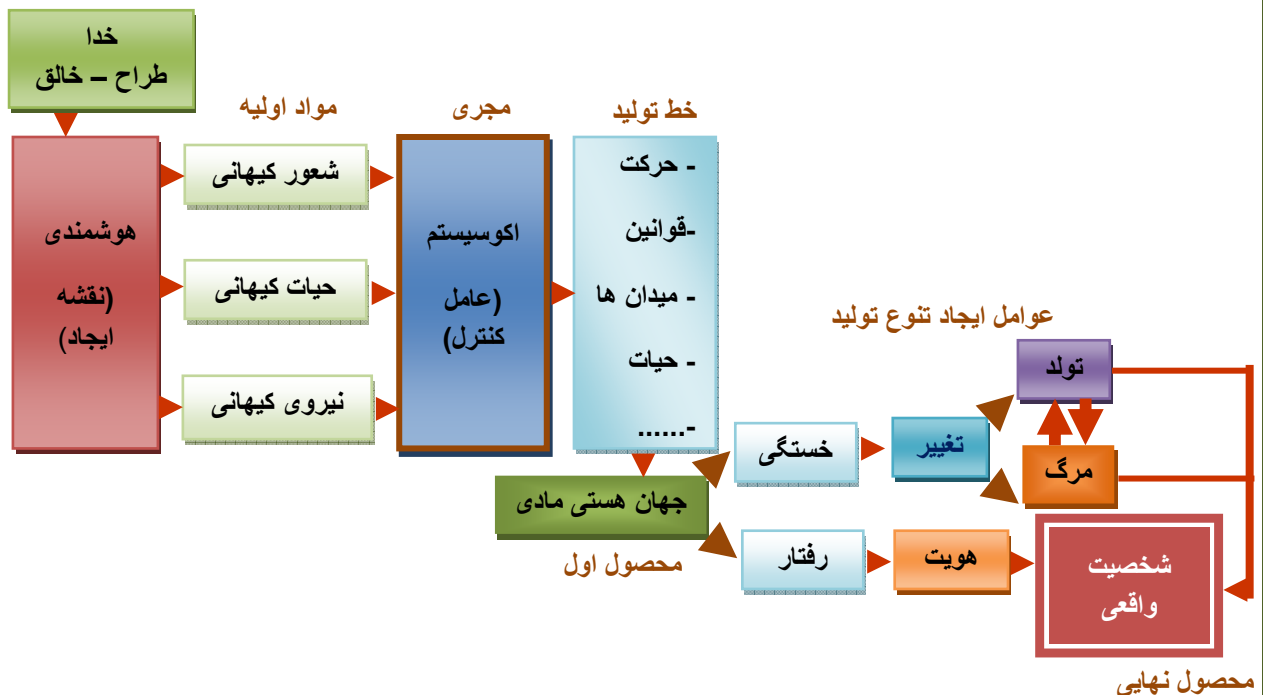 خدا
طراح – خالق
مواد اولیه
مجری
خط تولید
هوشمندی
(نقشه
ایجاد)
شعور کیهانی
حیات کیهانی
نیروی کیهانی
اکوسیستم
(عامل
کنترل)
- حرکت
-قوانین
- میدان ها
- حیات
-......
جهان هستی مادی
محصول اول
عوامل ایجاد تنوع تولید
خستگی
تغییر
تولد
مرگ
رفتار
هویت
شخصیت
واقعی
محصول نهایی